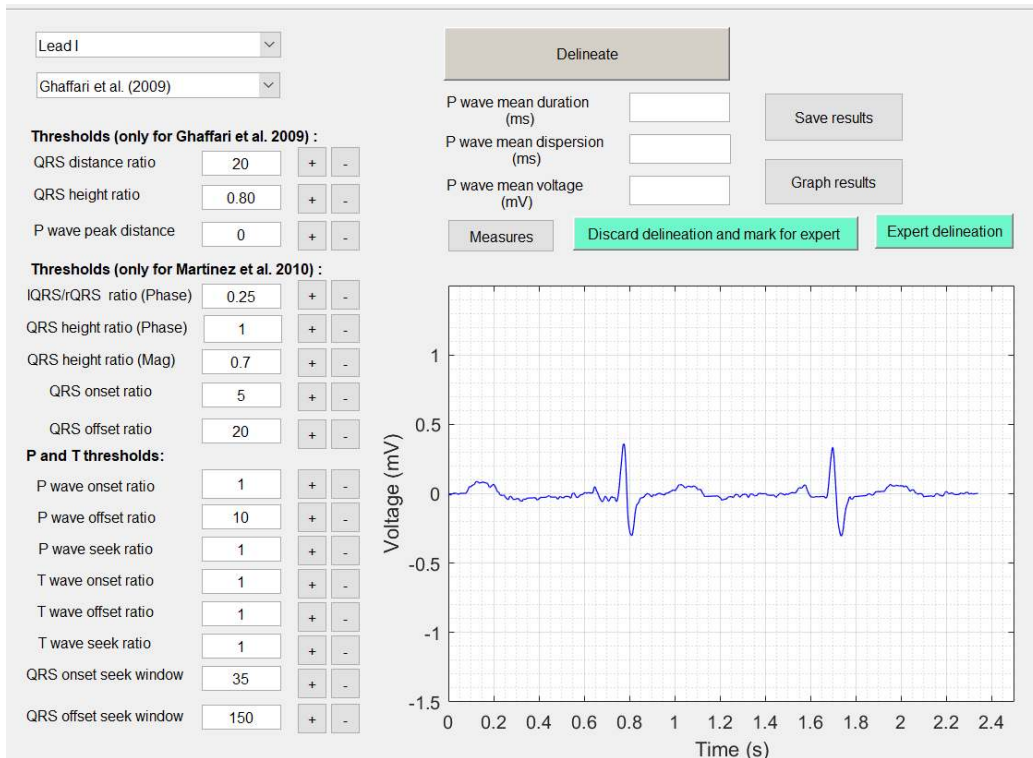 Lead I
Ghaffari et al. (2009)
Thresholds (only for Ghaffari et al. 2009) :
QRS distance ratio 20 + -
QRS height ratio 0.80 + -
P wave peak distance 0 + -
Thresholds (only for Martínez et al. 2010) :
lQRS/rQRS ratio (Phase) 0.25 + -
QRS height ratio (Phase) 1 + -
QRS height ratio (Mag) 0.7 + -
QRS onset ratio 5 + -
QRS offset ratio 20 + -
P and T thresholds:
P wave onset ratio 1 + -
P wave offset ratio 10 + -
P wave seek ratio 1 + -
T wave onset ratio 1 + -
T wave offset ratio 1 + -
T wave seek ratio 1 + -
QRS onset seek window 35 + -
QRS offset seek window 150 + -
Delineate
P wave mean duration
(ms)
P wave mean dispersion
(ms)
P wave mean voltage
(mV)
Save results
Graph results
Measures
Discard delineation and mark for expert
Expert delineation
Voltage (mV)
1
0.5
0
-0.5
-1
-1.5
0 0.2 0.4 0.6 0.8 1 1.2 1.4 1.6 1.8 2 2.2 2.4
Time (s)